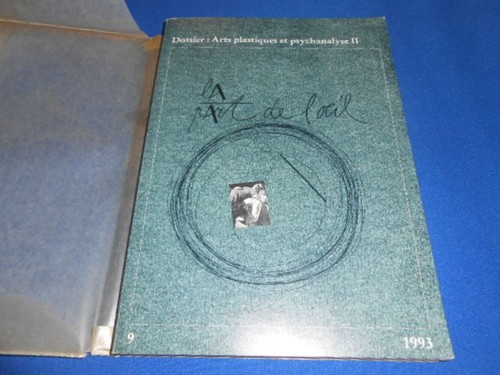 Dossier : Arts plastiques et psychanalyse II
la
part de l'œil
9
1993